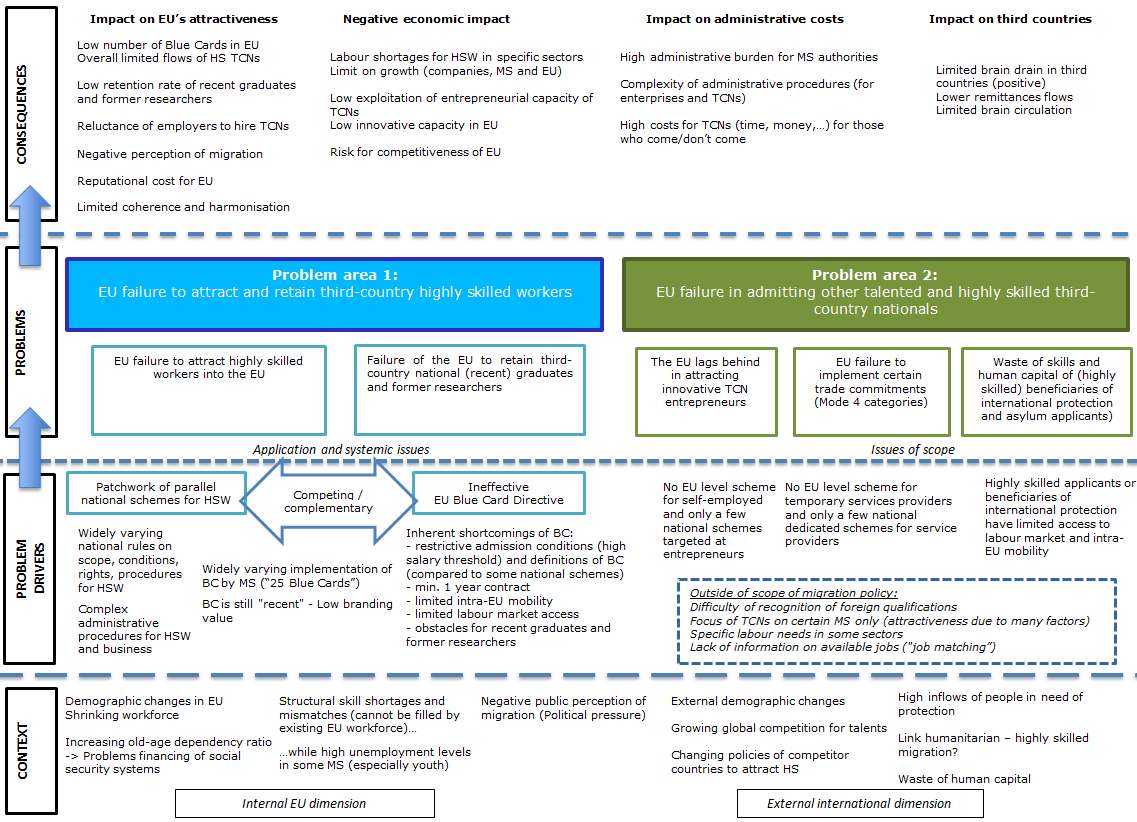 CONSEQUENCES
Impact on EU’s attractiveness
Low number of Blue Cards in EU
Overall limited flows of HS TCNs
Low retention rate of recent graduates
and former researchers
Reluctance of employers to hire TCNs
Negative perception of migration
Reputational cost for EU
Limited coherence and harmonisation
Negative economic impact
Labour shortages for HSW in specific sectors
Limit on growth (companies, MS and EU)
Low exploitation of entrepreneurial capacity of
TCNs
Low innovative capacity in EU
Risk for competitiveness of EU
Impact on administrative costs
High administrative burden for MS authorities
Complexity of administrative procedures (for
enterprises and TCNs)
High costs for TCNs (time, money,…) for those
who come/don’t come
Impact on third countries
Limited brain drain in third
countries (positive)
Lower remittances flows
Limited brain circulation
PROBLEMS
Problem area 1:
EU failure to attract and retain third-country highly skilled workers
EU failure to attract highly skilled
workers into the EU
Failure of the EU to retain third-
country national (recent) graduates
and former researchers
Application and systemic issues
Problem area 2:
EU failure in admitting other talented and highly skilled third-
country nationals
The EU lags behind
in attracting
innovative TCN
entrepreneurs
EU failure to
implement certain
trade commitments
(Mode 4 categories)
Waste of skills and
human capital of (highly
skilled) beneficiaries of
international protection
and asylum applicants)
Issues of scope
PROBLEM
DRIVERS
Patchwork of parallel
national schemes for HSW
Competing /
complementary
Ineffective
EU Blue Card Directive
Widely varying
national rules on
scope, conditions,
rights, procedures
for HSW
Complex
administrative
procedures for HSW
and business
Widely varying implementation of
BC by MS (“25 Blue Cards”)
BC is still "recent" - Low branding
value
Inherent shortcomings of BC:
- restrictive admission conditions (high
salary threshold) and definitions of BC
(compared to some national schemes)
- min. 1 year contract
- limited intra-EU mobility
- limited labour market access
- obstacles for recent graduates and
former researchers
No EU level scheme
for self-employed
and only a few
national schemes
targeted at
entrepreneurs
No EU level scheme for
temporary services providers
and only a few national
dedicated schemes for service
providers
Highly skilled applicants or
beneficiaries of
international protection
have limited access to
labour market and intra-
EU mobility
Outside of scope of migration policy:
Difficulty of recognition of foreign qualifications
Focus of TCNs on certain MS only (attractiveness due to many factors)
Specific labour needs in some sectors
Lack of information on available jobs ("job matching”)
CONTEXT
Demographic changes in EU
Shrinking workforce
Increasing old-age dependency ratio
-> Problems financing of social
security systems
Structural skill shortages and
mismatches (cannot be filled by
existing EU workforce)…
…while high unemployment levels
in some MS (especially youth)
Negative public perception of
migration (Political pressure)
Internal EU dimension
External demographic changes
Growing global competition for talents
Changing policies of competitor
countries to attract HS
High inflows of people in need of
protection
Link humanitarian – highly skilled
migration?
Waste of human capital
External international dimension